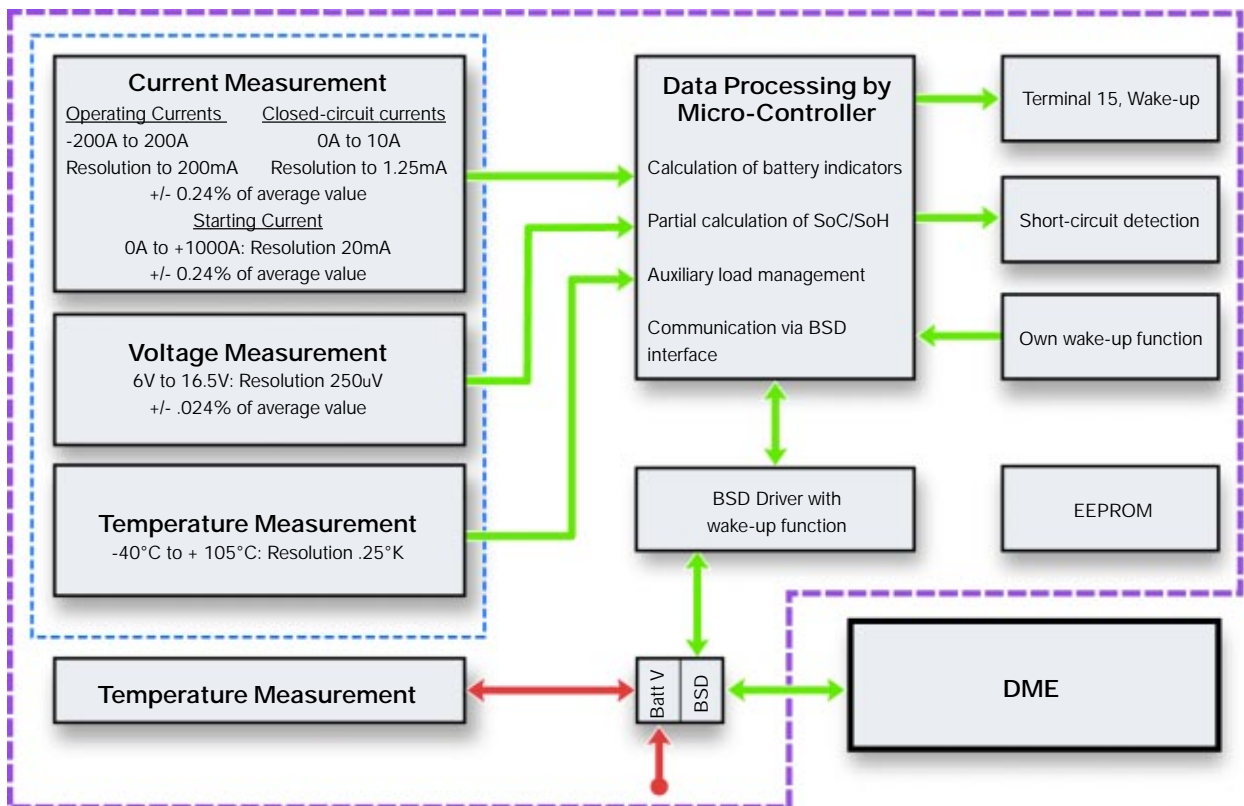 Current Measurement
Operating Currents Closed-circuit currents
-200A to 200A 0A to 10A
Resolution to 200mA Resolution to 1.25mA
+/- 0.24% of average value
Starting Current
0A to +1000A: Resolution 20mA
+/- 0.24% of average value
Voltage Measurement
6V to 16.5V: Resolution 250uV
+/- .024% of average value
Temperature Measurement
-40°C to + 105°C: Resolution .25°K
Temperature Measurement
Data Processing by
Micro-Controller
Calculation of battery indicators
Partial calculation of SoC/SoH
Auxiliary load management
Communication via BSD
interface
BSD Driver with
wake-up function
Batt V
BSD
Terminal 15, Wake-up
Short-circuit detection
Own wake-up function
EEPROM
DME